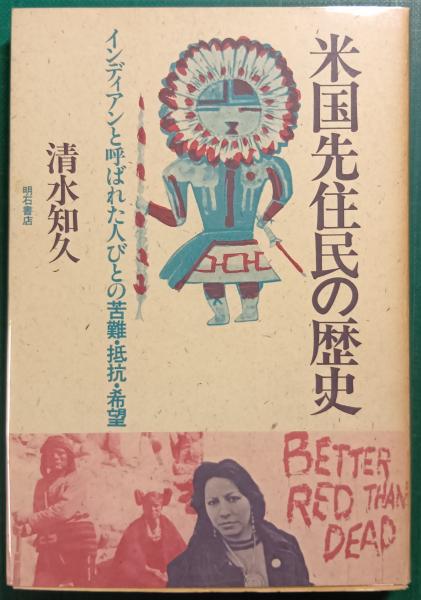 米国先住民の歴史
インディアンと呼ばれた人びとの苦難・抵抗・希望
清水知久
明石書店
BETTER
RED THAN
DEAD